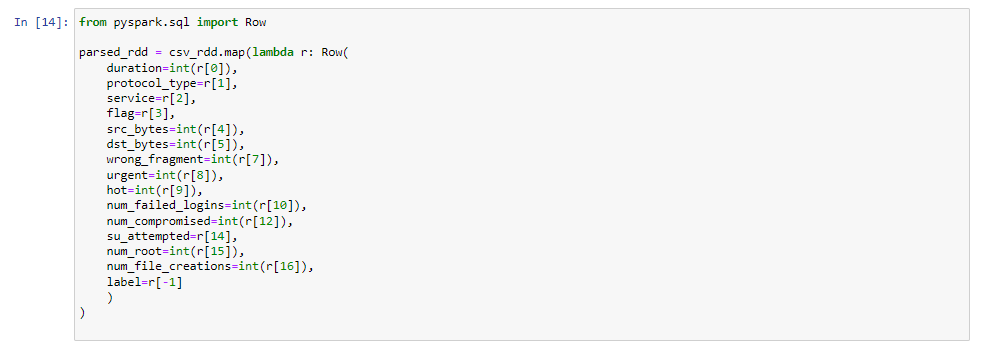 In [14]: from pyspark.sql import Row

parsed_rdd = csv_rdd.map(lambda r: Row(
    duration=int(r[0]),
    protocol_type=r[1],
    service=r[2],
    flag=r[3],
    src_bytes=int(r[4]),
    dst_bytes=int(r[5]),
    wrong_fragment=int(r[7]),
    urgent=int(r[8]),
    hot=int(r[9]),
    num_failed_logins=int(r[10]),
    num_compromised=int(r[12]),
    su_attempted=r[14],
    num_root=int(r[15]),
    num_file_creations=int(r[16]),
    label=r[-1]
    )
)